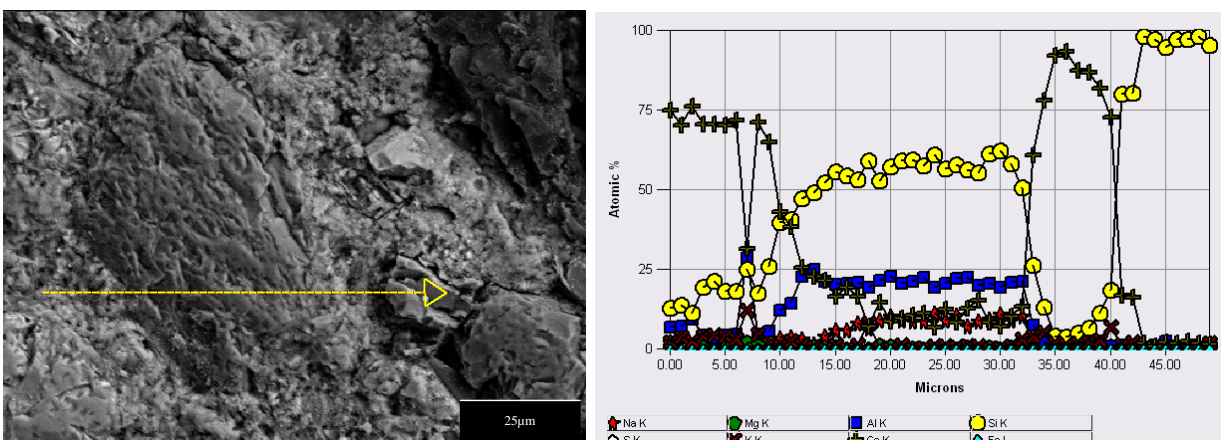 25µm
100
75
50
25
0
Atomic %
0.00 5.00 10.00 15.00 20.00 25.00 30.00 35.00 40.00 45.00
Microns
Na K Mg K Al K Si K
S K K K Ca K Fe L